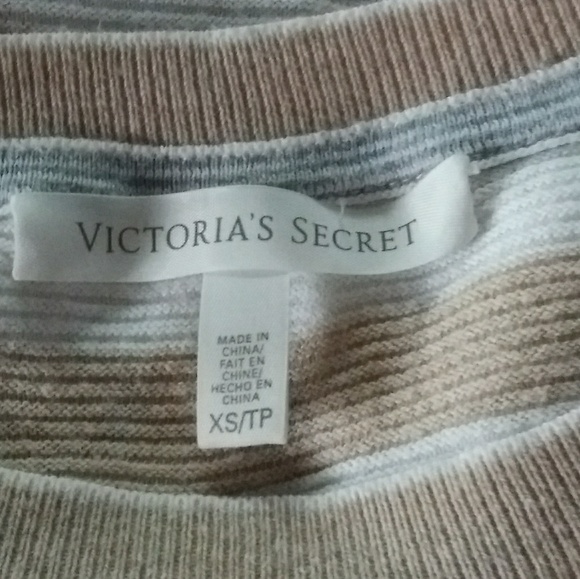 VICTORIA'S SECRET
MADE IN
CHINA/
FAIT EN
CHINE/
HECHO EN
CHINA
XS/TP